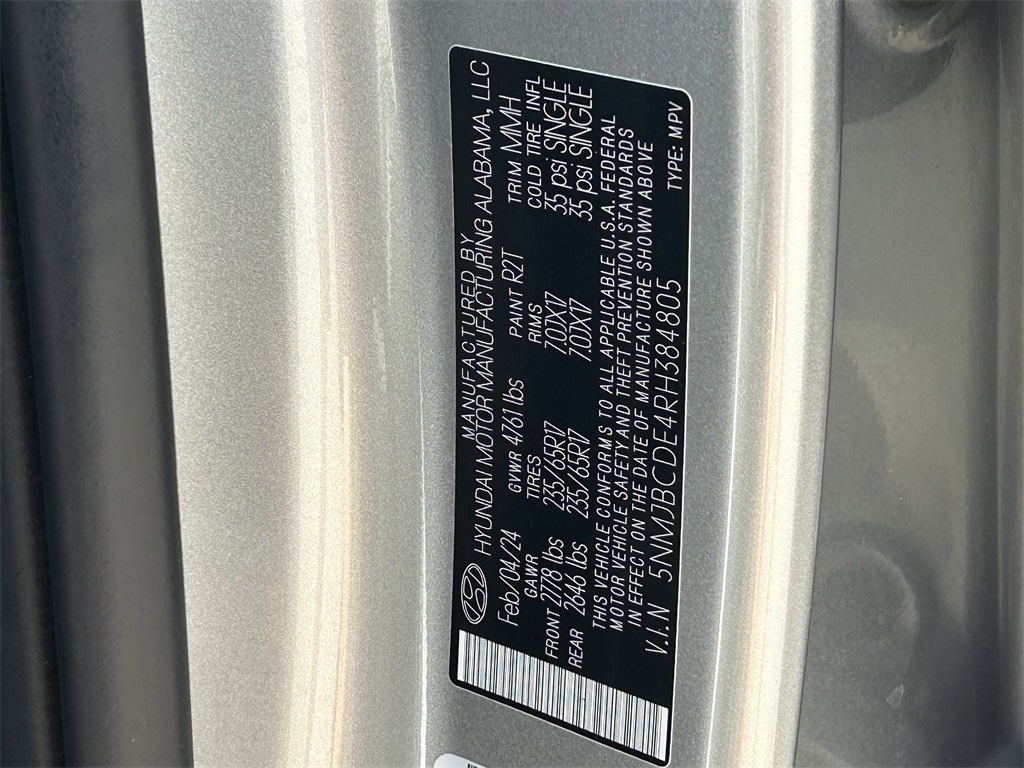 MANUFACTURED BY
HYUNDAI MOTOR MANUFACTURING ALABAMA, LLC
Feb/04/24 GVWR 4761 lbs PAINT R2T TRIM MMH
GAWR TIRES RIMS COLD TIRE INFL
FRONT 2778 lbs 235/65R17 7.0X17 35 psi SINGLE
REAR 2646 lbs 235/65R17 7.0X17 35 psi SINGLE
THIS VEHICLE CONFORMS TO ALL APPLICABLE U.S.A. FEDERAL
MOTOR VEHICLE SAFETY AND THEFT PREVENTION STANDARDS
IN EFFECT ON THE DATE OF MANUFACTURE SHOWN ABOVE
V.I.N 5NMJBCDE4RH384805 TYPE: MPV